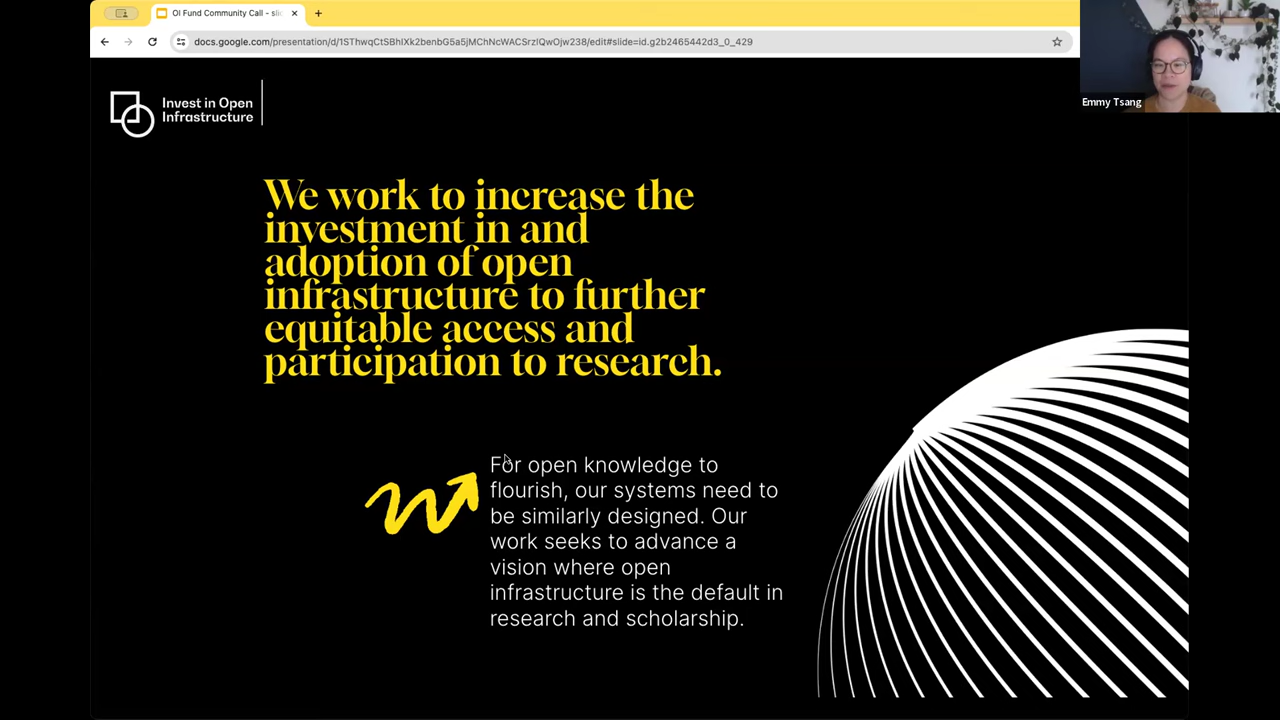 OI Fund Community Call - sli
docs.google.com/presentation/d/1SThwqCtSBhIXk2benbG5a5jMChNcWACSrzIQwOjw238/edit#slide=id.g2b2465442d3_0_429
Emmy Tsang
Invest in Open
Infrastructure
We work to increase the
investment in and
adoption of open
infrastructure to further
equitable access and
participation to research.
For open knowledge to
flourish, our systems need to
be similarly designed. Our
work seeks to advance a
vision where open
infrastructure is the default in
research and scholarship.